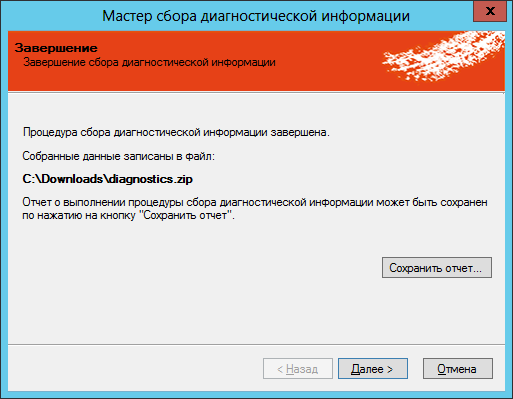 Мастер сбора диагностической информации
x
Завершение
Завершение сбора диагностической информации
Процедура сбора диагностической информации завершена.
Собранные данные записаны в файл:
C:\Downloads\diagnostics.zip
Отчет о выполнении процедуры сбора диагностической информации может быть сохранен
по нажатию на кнопку "Сохранить отчет".
Сохранить отчет...
< Назад
Далее >
Отмена